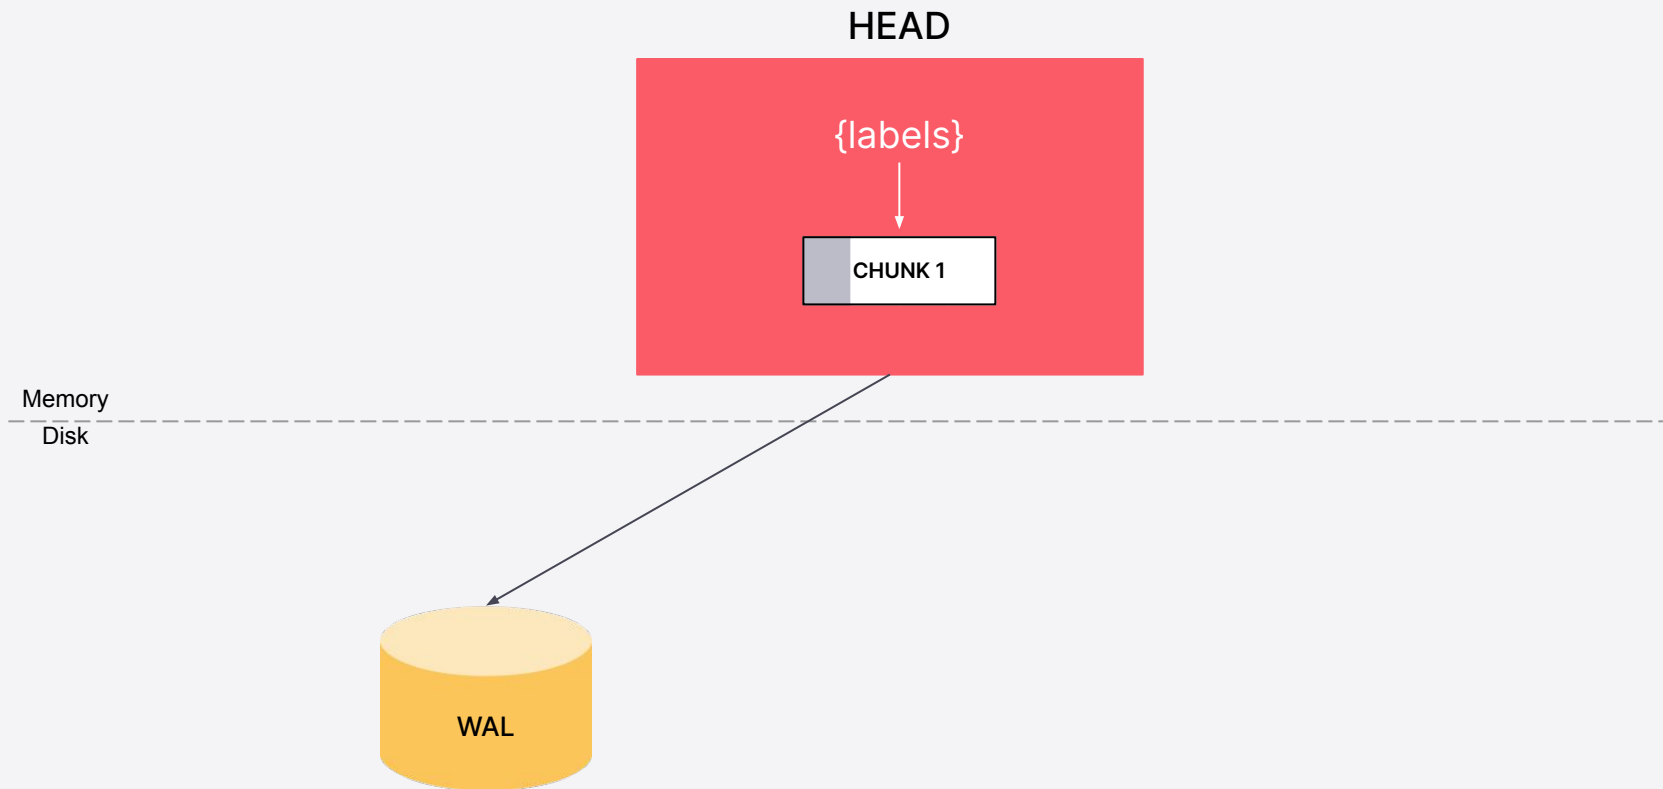 HEAD
{labels}
CHUNK 1
Memory
Disk
WAL